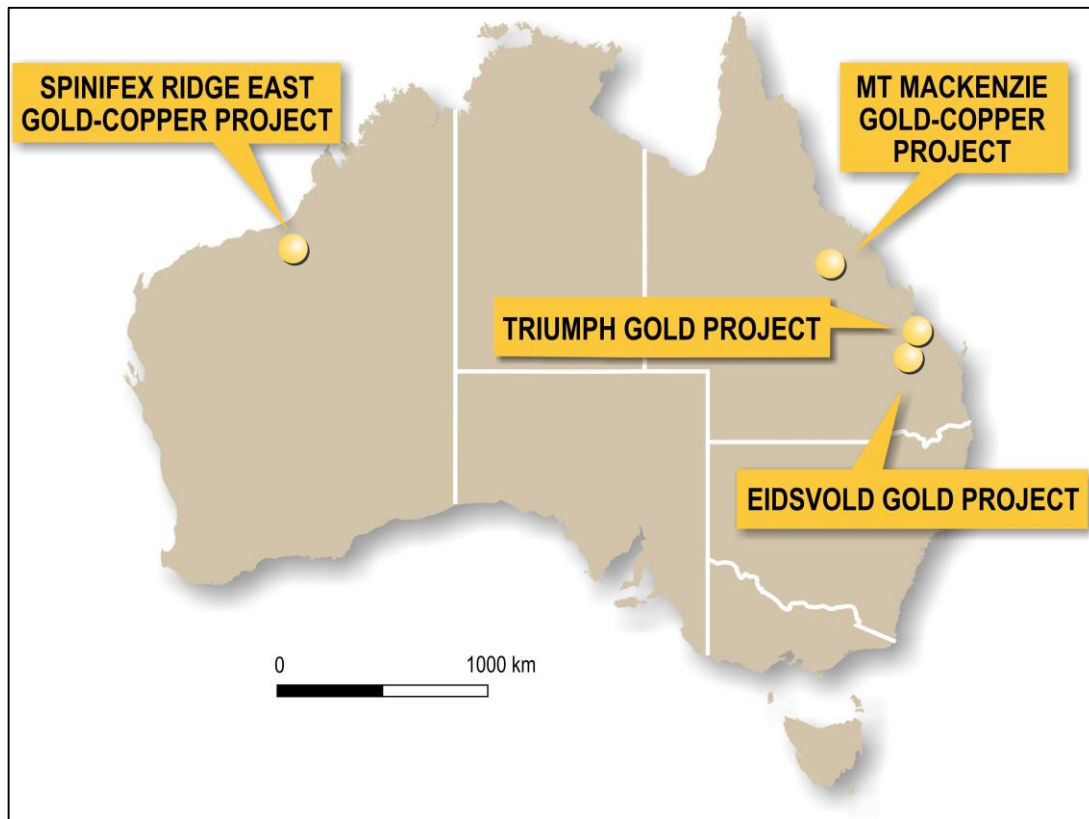 SPINIFEX RIDGE EAST
GOLD-COPPER PROJECT
MT MACKENZIE
GOLD-COPPER
PROJECT
TRIUMPH GOLD PROJECT
EIDSVOLD GOLD PROJECT
0 1000 km